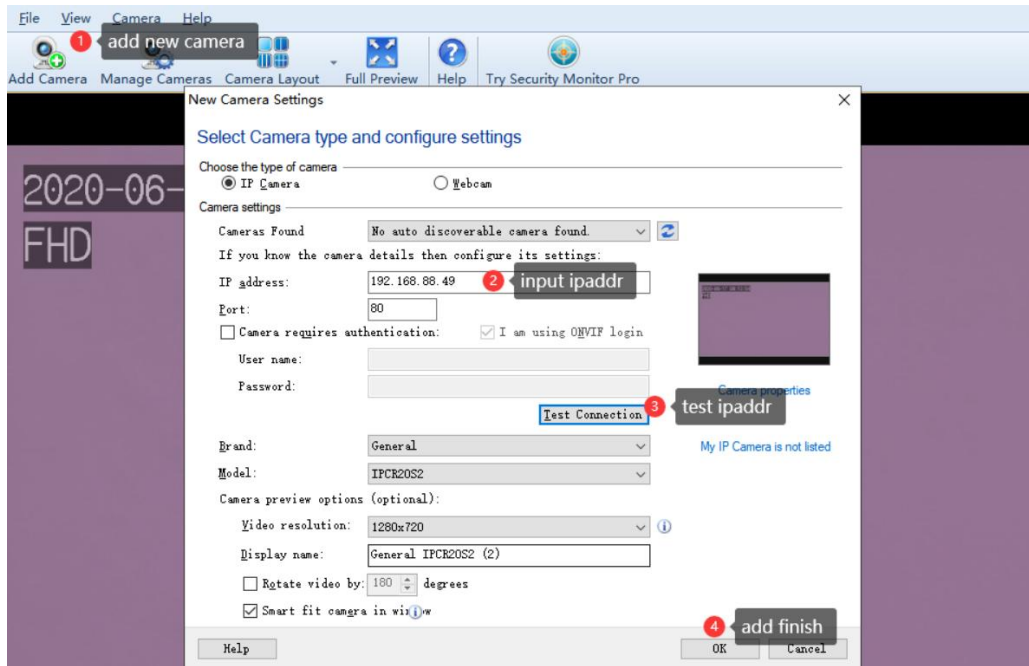 File View Camera Help
1 add new camera
Add Camera Manage Cameras Camera Layout Full Preview Help Try Security Monitor Pro
New Camera Settings
Select Camera type and configure settings
Choose the type of camera
IP Camera Webcam
2020-06-
FHD
Camera settings
Cameras Found No auto discoverable camera found.
If you know the camera details then configure its settings:
IP address: 192.168.88.49 2 input ipaddr
Port: 80
Camera requires authentication: I am using ONVIF login
User name:
Password:
Camera properties
Test Connection 3 test ipaddr
Brand: General My IP Camera is not listed
Model: IPCR20S2
Camera preview options (optional):
Video resolution: 1280x720
Display name: General IPCR20S2 (2)
Rotate video by: 180 degrees
Smart fit camera in
4 add finish
Help OK Cancel